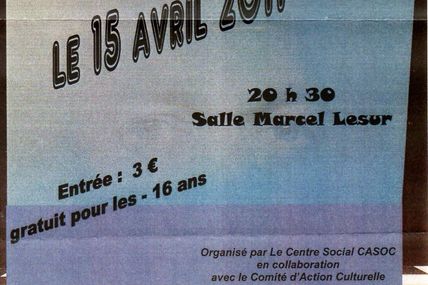 LE 15 AVRIL 2011
20 h 30
Salle Marcel Lesur
Entrée : 3 €
gratuit pour les - 16 ans
Organisé par Le Centre Social CASOC
en collaboration
avec le Comité d'Action Culturelle